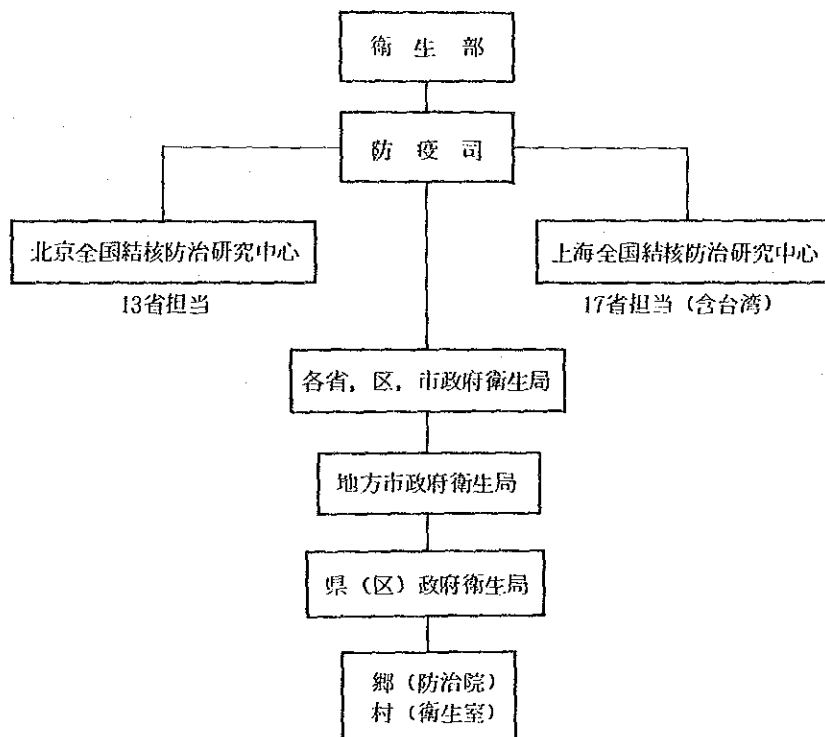 衛生部
防疫司
北京全国結核防治研究中心
上海全国結核防治研究中心
13省担当
17省担当(含台湾)
各省,区,市政府衛生局
地方市政府衛生局
県(区)政府衛生局
郷(防治院)
村(衛生室)